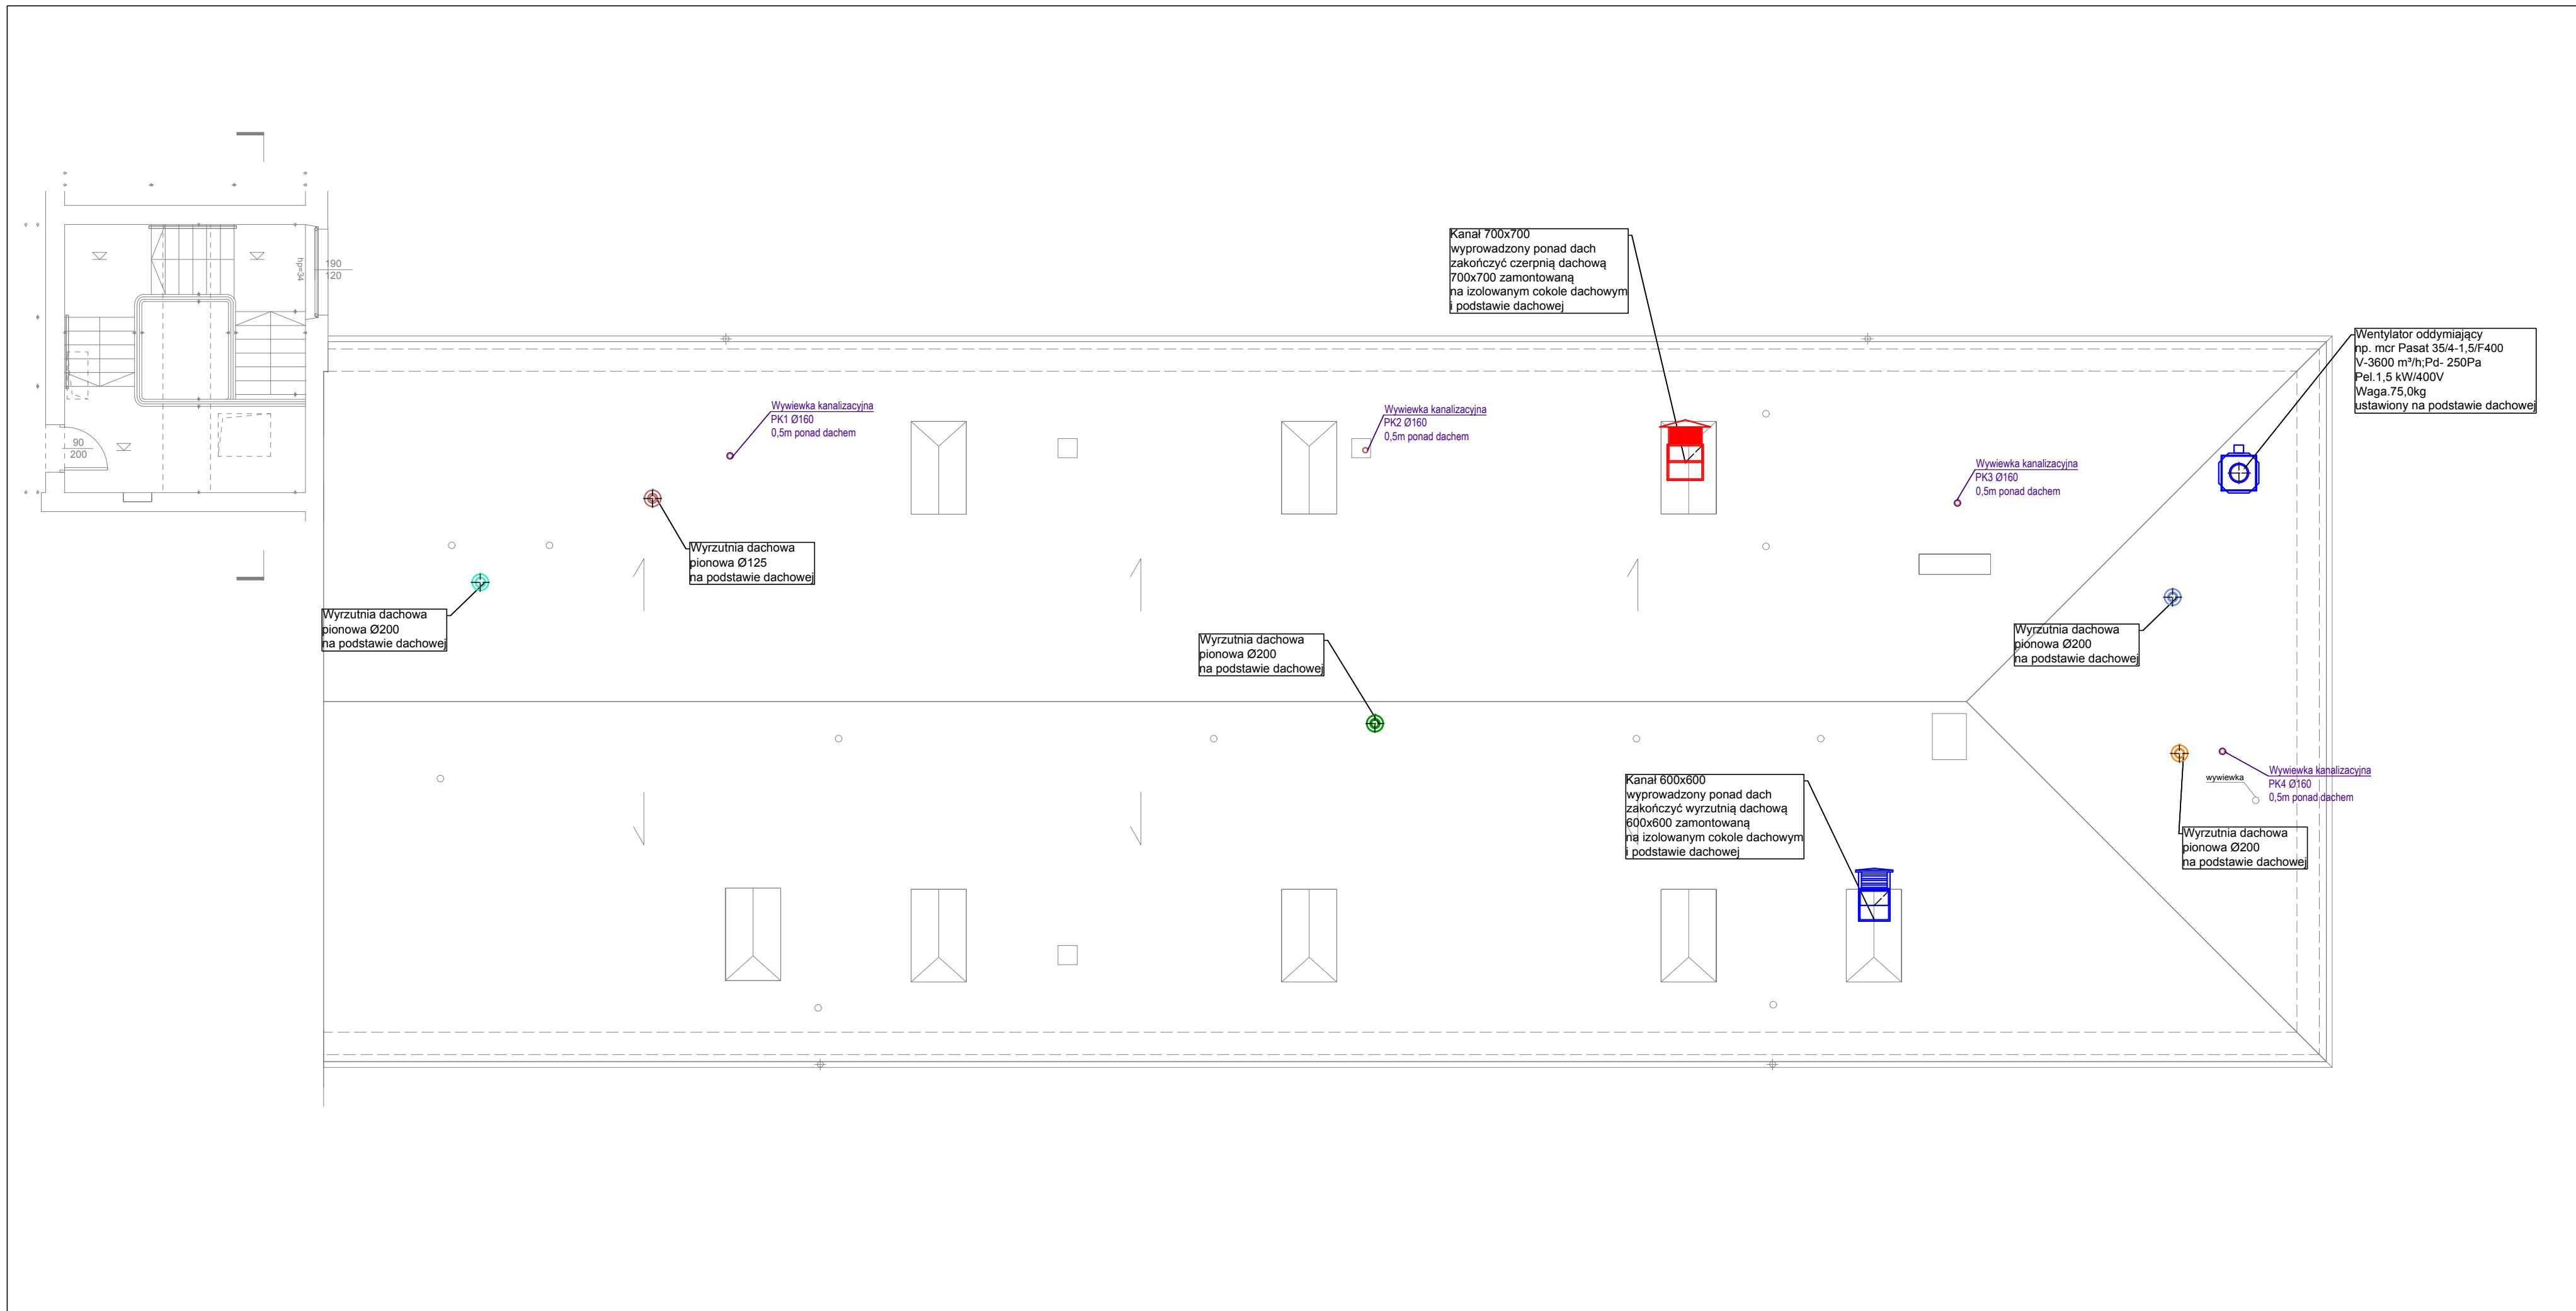 Kanał 700x700
wyprowadzony ponad dach
zakończyć czerpnią dachową
700x700 zamontowaną
na izolowanym cokole dachowym
i podstawie dachowej
hp=34
190
120
Wentylator oddymiający
np. mcr Pasat 35/4-1,5/F400
V-3600 m³/h;Pd- 250Pa
Pel.1,5 kW/400V
Waga.75,0kg
ustawiony na podstawie dachowej
90
200
Wywiewka kanalizacyjna
PK1 Ø160
0,5m ponad dachem
Wywiewka kanalizacyjna
PK2 Ø160
0,5m ponad dachem
Wywiewka kanalizacyjna
PK3 Ø160
0,5m ponad dachem
Wyrzutnia dachowa
pionowa Ø125
na podstawie dachowej
Wyrzutnia dachowa
pionowa Ø200
na podstawie dachowej
Wyrzutnia dachowa
pionowa Ø200
na podstawie dachowej
Wyrzutnia dachowa
pionowa Ø200
na podstawie dachowej
Kanał 600x600
wyprowadzony ponad dach
zakończyć wyrzutnią dachową
600x600 zamontowaną
na izolowanym cokole dachowym
i podstawie dachowej
wywiewka
Wywiewka kanalizacyjna
PK4 Ø160
0,5m ponad dachem
Wyrzutnia dachowa
pionowa Ø200
na podstawie dachowej